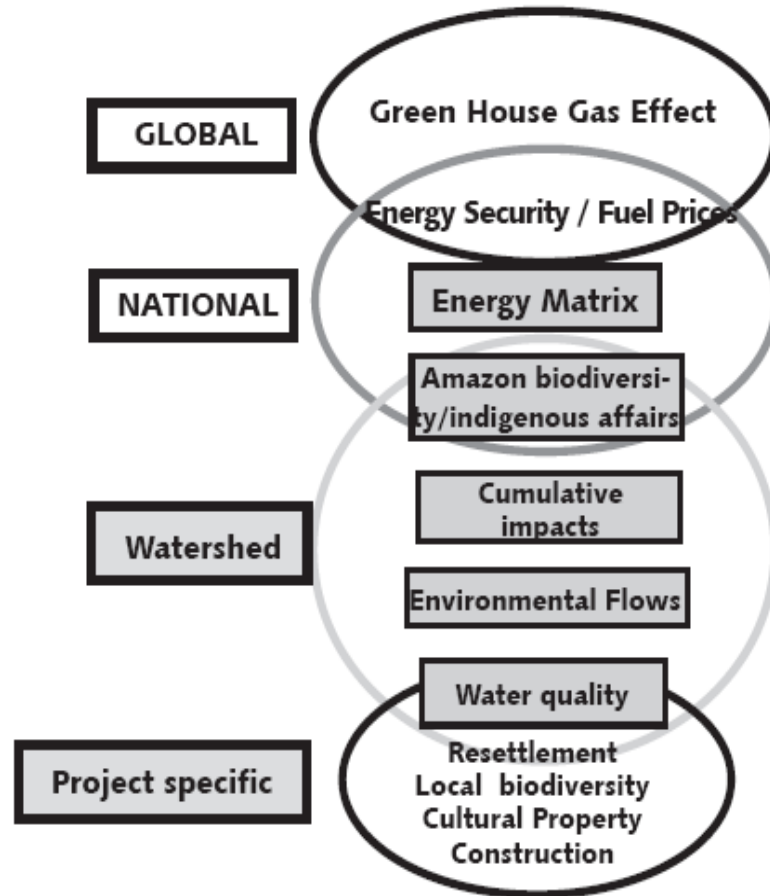 GLOBAL
Green House Gas Effect
Energy Security / Fuel Prices
NATIONAL
Energy Matrix
Amazon biodiversi-
ty/indigenous affairs
Cumulative
impacts
Watershed
Environmental Flows
Water quality
Project specific
Resettlement
Local biodiversity
Cultural Property
Construction